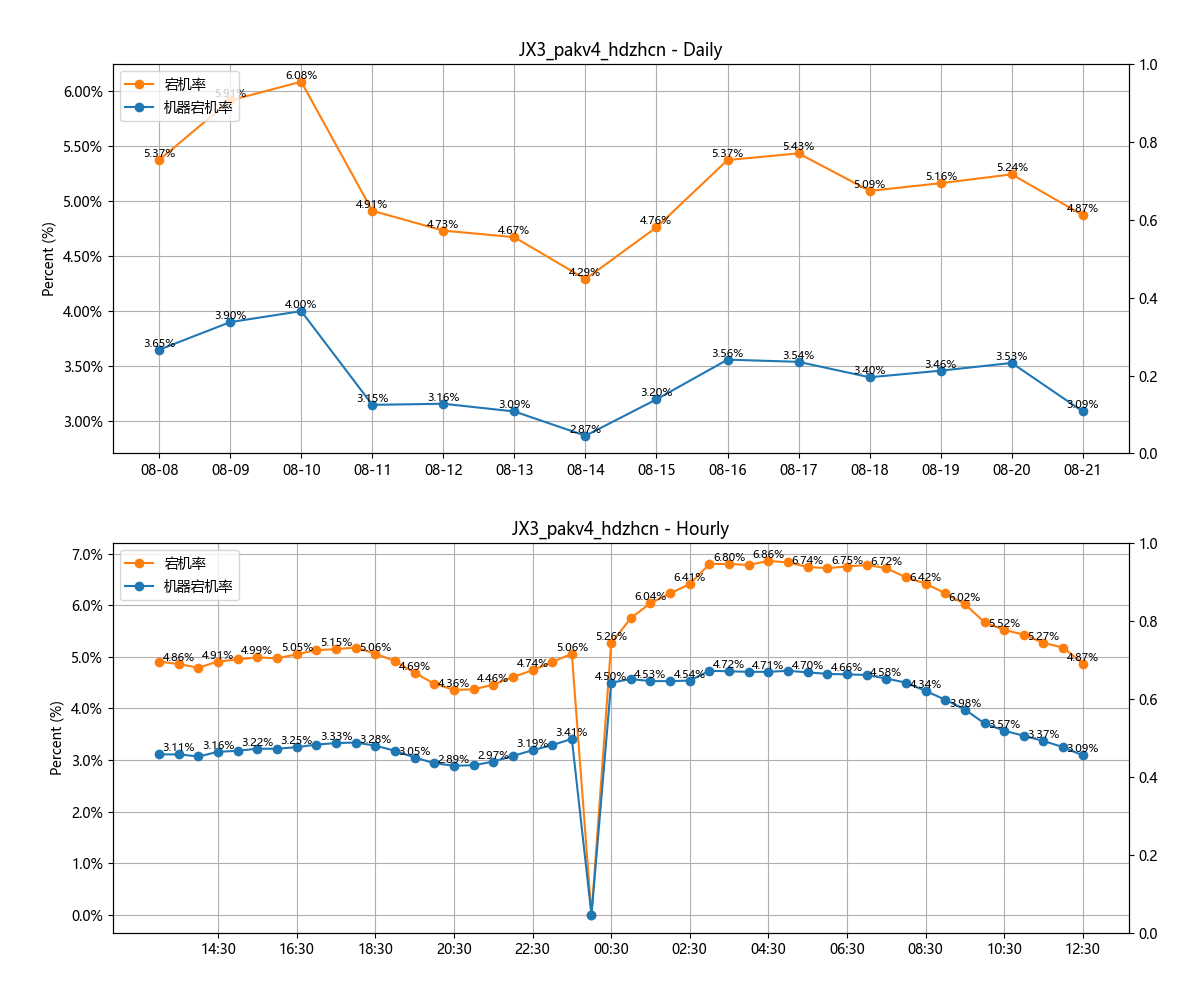 JX3_pakv4_hdzhcn - Daily
宕机率
机器宕机率
Percent (%)
6.00%
5.50%
5.00%
4.50%
4.00%
3.50%
3.00%
1.0
0.8
0.6
0.4
0.2
0.0
5.37% 5.91% 6.08% 4.91% 4.73% 4.67% 4.29% 4.76% 5.37% 5.43% 5.09% 5.16% 5.24% 4.87%
3.65% 3.90% 4.00% 3.15% 3.16% 3.09% 2.87% 3.20% 3.56% 3.54% 3.40% 3.46% 3.53% 3.09%
08-08 08-09 08-10 08-11 08-12 08-13 08-14 08-15 08-16 08-17 08-18 08-19 08-20 08-21
JX3_pakv4_hdzhcn - Hourly
宕机率
机器宕机率
Percent (%)
7.0%
6.0%
5.0%
4.0%
3.0%
2.0%
1.0%
0.0%
1.0
0.8
0.6
0.4
0.2
0.0
4.86% 4.91% 4.99% 5.05% 5.15% 5.06% 4.69% 4.36% 4.46% 4.74% 5.06% 5.26% 6.04% 6.41% 6.80% 6.86% 6.74% 6.75% 6.72% 6.42% 6.02% 5.52% 5.27% 4.87%
3.11% 3.16% 3.22% 3.25% 3.33% 3.28% 3.05% 2.89% 2.97% 3.19% 3.41% 4.50% 4.53% 4.54% 4.72% 4.71% 4.70% 4.66% 4.58% 4.34% 3.98% 3.57% 3.37% 3.09%
14:30 16:30 18:30 20:30 22:30 00:30 02:30 04:30 06:30 08:30 10:30 12:30